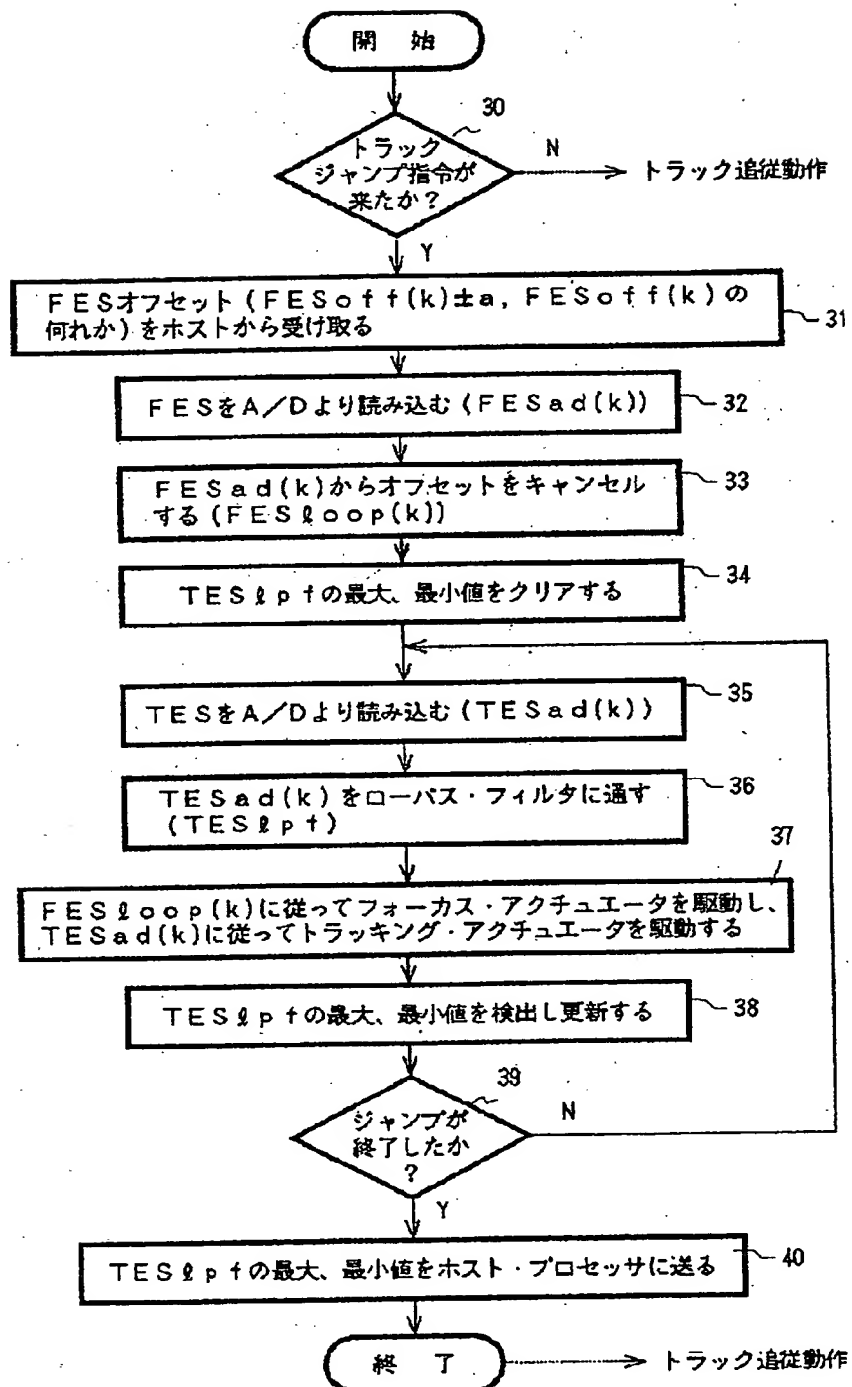 開 始
30
トラック
ジャンプ指令が
来たか?
N
トラック追従動作
Y
FESオフセット(FESoff(k)±a,FESoff(k)の
何れか)をホストから受け取る
31
FESをA/Dより読み込む(FESad(k))
32
FESad(k)からオフセットをキャンセル
する(FESℓoop(k))
33
TESℓpfの最大、最小値をクリアする
34
TESをA/Dより読み込む(TESad(k))
35
TESad(k)をローパス・フィルタに通す
(TESℓpf)
36
37
FESℓoop(k)に従ってフォーカス・アクチュエータを駆動し、
TESad(k)に従ってトラッキング・アクチュエータを駆動する
TESℓpfの最大、最小値を検出し更新する
38
39
ジャンプが
終了したか
?
N
Y
TESℓpfの最大、最小値をホスト・プロセッサに送る
40
終 了
トラック追従動作